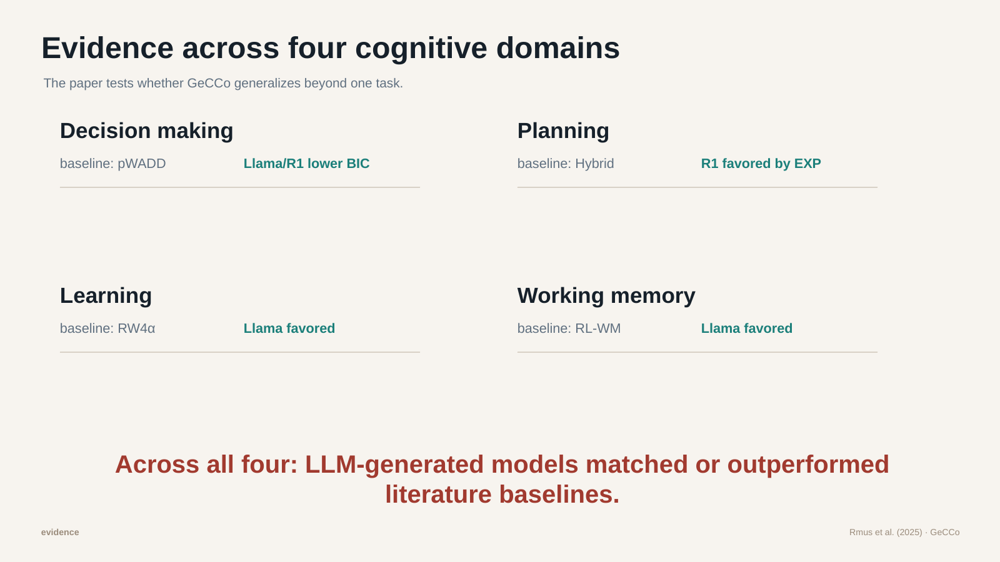 Evidence across four cognitive domains
The paper tests whether GeCCo generalizes beyond one task.
Decision making
baseline: pWADD
Llama/R1 lower BIC
Planning
baseline: Hybrid
R1 favored by EXP
Learning
baseline: RW4α
Llama favored
Working memory
baseline: RL-WM
Llama favored
Across all four: LLM-generated models matched or outperformed
literature baselines.
evidence
Rmus et al. (2025) · GeCCo